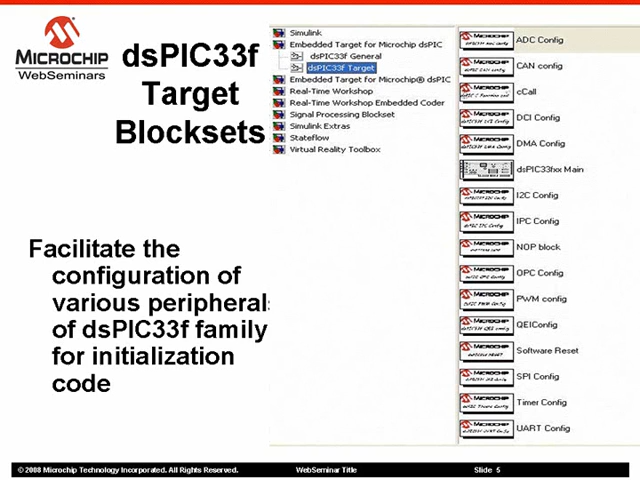 MICROCHIP
WebSeminars
dsPIC33f
Target
Blocksets
Facilitate the
configuration of
various peripherals
of dsPIC33f family
for initialization
code
Simulink
Embedded Target for Microchip dsPIC
dsPIC33f General
dsPIC33f Target
Embedded Target for Microchip® dsPIC
Real-Time Workshop
Real-Time Workshop Embedded Coder
Signal Processing Blockset
Simulink Extras
Stateflow
Virtual Reality Toolbox
ADC Config
CAN config
cCall
DCI Config
DMA Config
dsPIC33fxx Main
I2C Config
IPC Config
NOP block
OPC Config
PWM config
QEIConfig
Software Reset
SPI Config
Timer Config
UART Config
© 2008 Microchip Technology Incorporated. All Rights Reserved.
WebSeminar Title
Slide 5